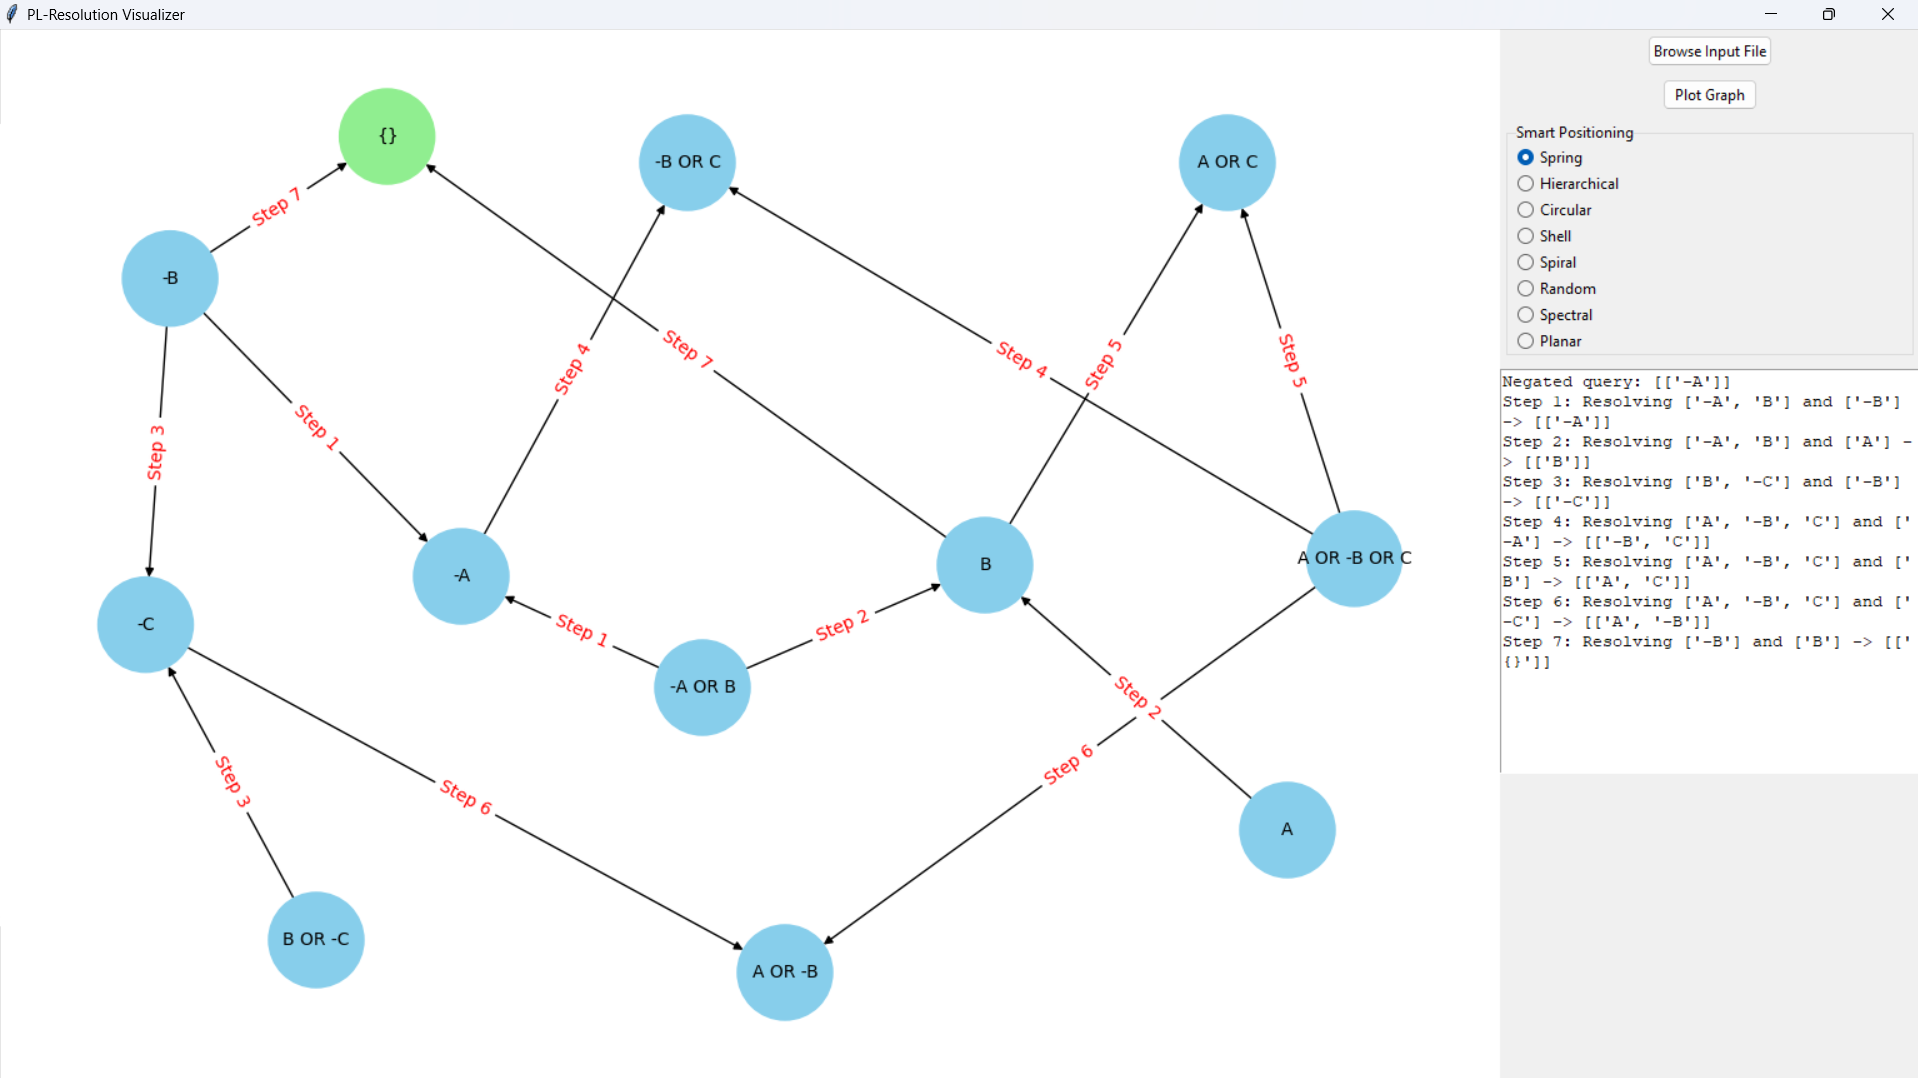 PL-Resolution Visualizer
Browse Input File
Plot Graph
Smart Positioning
Spring
Hierarchical
Circular
Shell
Spiral
Random
Spectral
Planar
Negated query: [['-A']]
Step 1: Resolving ['-A', 'B'] and ['-B']
-> [['-A']]
Step 2: Resolving ['-A', 'B'] and ['A'] -
> [['B']]
Step 3: Resolving ['B', '-C'] and ['-B']
-> [['-C']]
Step 4: Resolving ['A', '-B', 'C'] and ['
-A'] -> [['-B', 'C']]
Step 5: Resolving ['A', '-B', 'C'] and ['
B'] -> [['A', 'C']]
Step 6: Resolving ['A', '-B', 'C'] and ['
-C'] -> [['A', '-B']]
Step 7: Resolving ['-B'] and ['B'] -> [['
{}']]
{}
-B OR C
A OR C
Step 7
-B
Step 7
Step 4
Step 4
Step 5
Step 5
Step 3
Step 1
-A
B
A OR -B OR C
-C
Step 1
Step 2
-A OR B
Step 2
Step 3
Step 6
Step 6
A
B OR -C
A OR -B